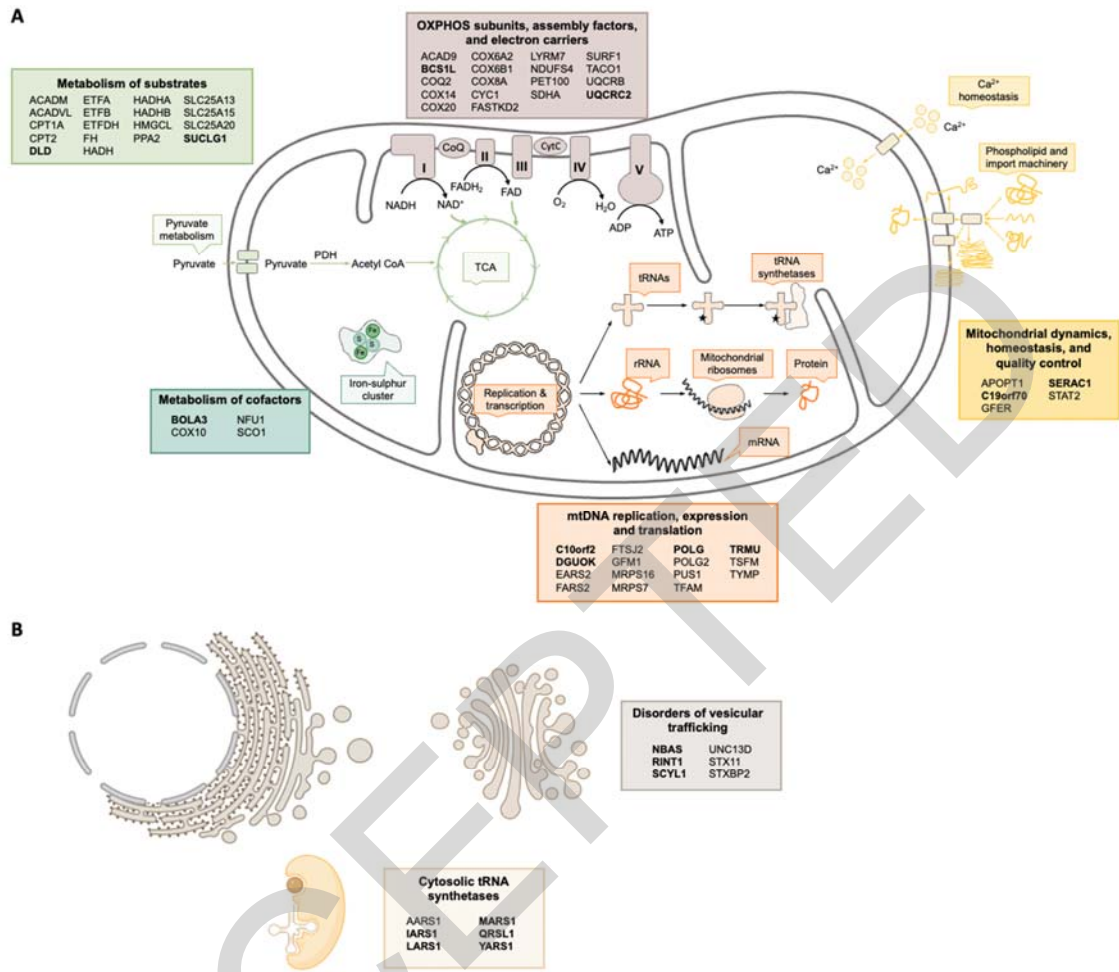 A
OXPHOS subunits, assembly factors,
and electron carriers
ACAD9 COX6A2 LYRM7 SURF1
BCS1L COX6B1 NDUFS4 TACO1
COQ2 COX8A PET100 UQCRB
COX14 CYC1 SDHA UQCRC2
COX20 FASTKD2
Metabolism of substrates
ACADM ETFA HADHA SLC25A13
ACADVL ETFB HADHB SLC25A15
CPT1A ETFDH HMGCL SLC25A20
CPT2 FH PPA2 SUCLG1
DLD HADH
Ca²⁺
homeostasis
Ca²⁺
Ca²⁺
Phospholipid and
import machinery
CoQ
CytC
I
II
III
IV
V
FADH₂
FAD
NADH
NAD⁺
O₂
H₂O
ADP
ATP
Pyruvate
metabolism
Pyruvate
Pyruvate
PDH
Acetyl CoA
TCA
tRNAs
tRNA
synthetases
Fe
S
S
Fe
Iron-sulphur
cluster
Replication &
transcription
rRNA
Mitochondrial
ribosomes
Protein
mRNA
Mitochondrial dynamics,
homeostasis, and
quality control
APOPT1 SERAC1
C19orf70 STAT2
GFER
Metabolism of cofactors
BOLA3 NFU1
COX10 SCO1
mtDNA replication, expression
and translation
C10orf2 FTSJ2 POLG TRMU
DGUOK GFM1 POLG2 TSFM
EARS2 MRPS16 PUS1 TYMP
FARS2 MRPS7 TFAM
B
Disorders of vesicular
trafficking
NBAS UNC13D
RINT1 STX11
SCYL1 STXBP2
Cytosolic tRNA
synthetases
AARS1 MARS1
IARS1 QRSL1
LARS1 YARS1
CEPTED